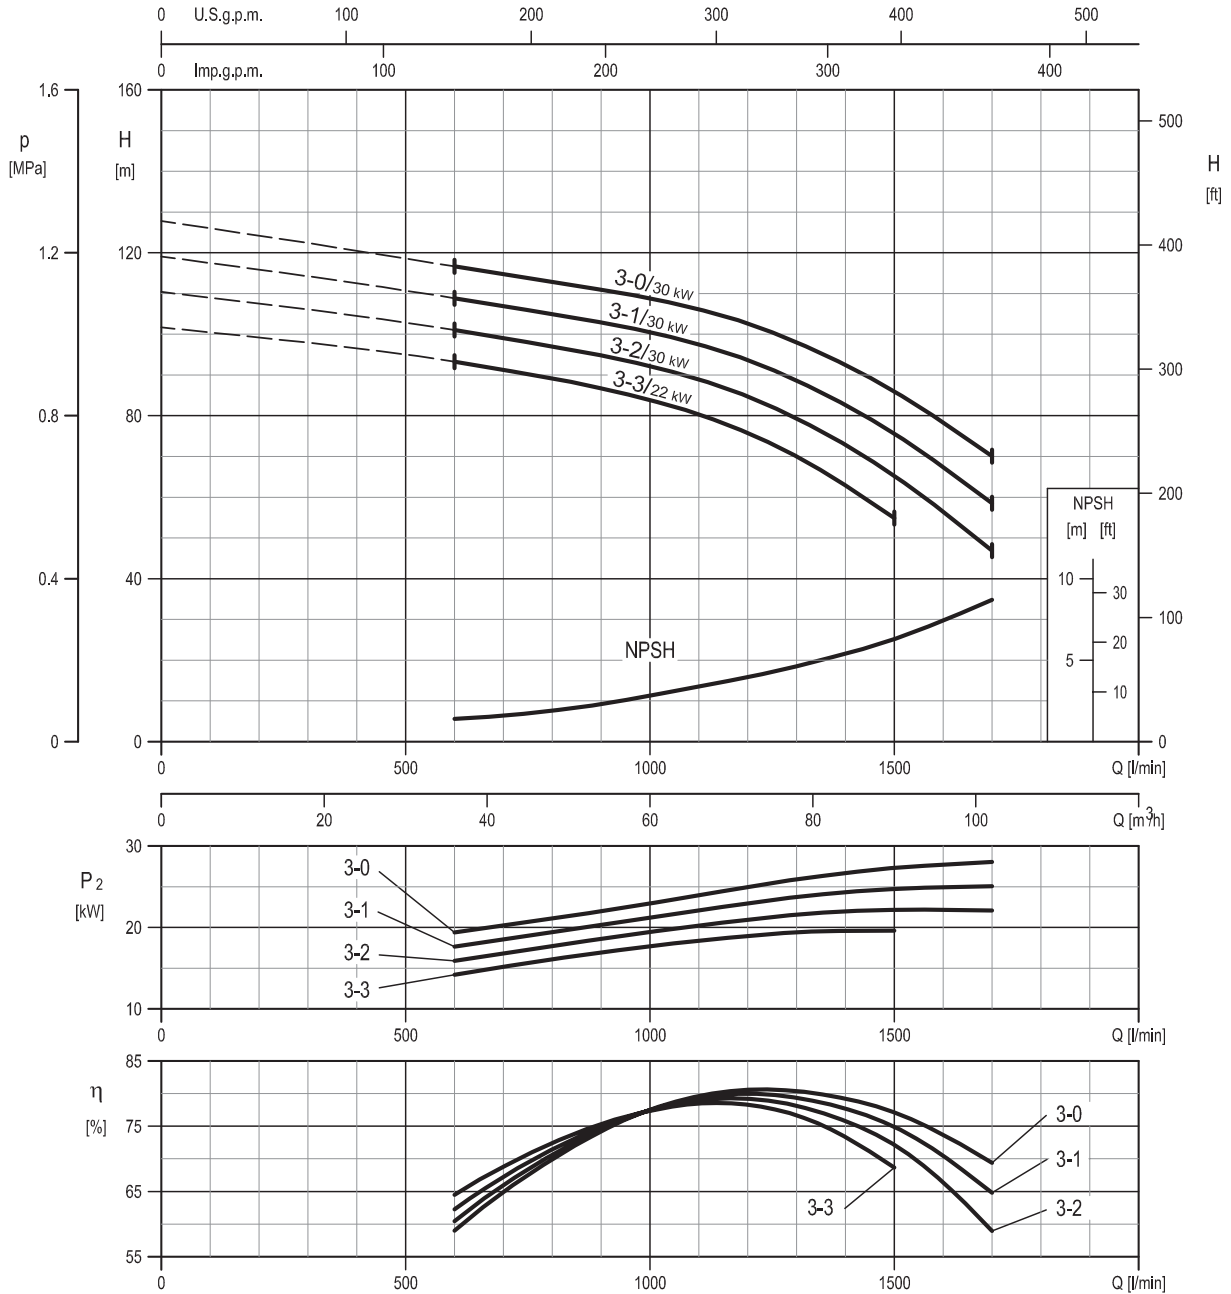 0 U.S.g.p.m. 100 200 300 400 500
0 Imp.g.p.m. 100 200 300 400
1.6 160
p H 500
[MPa] [m] H
[ft]
1.2 120 400
3-0/30 kW
3-1/30 kW
3-2/30 kW 300
3-3/22 kW
0.8 80
200
NPSH
[m] [ft]
0.4 40 10 30
NPSH 20
5
100
10
0 0 0
0 500 1000 1500 Q [l/min]
0 20 40 60 80 100 Q [m³/h]
30
P2 3-0
[kW] 3-1
20
3-2
3-3
10
0 500 1000 1500 Q [l/min]
85
η
[%] 75 3-0
3-1
65 3-3 3-2
55
0 500 1000 1500 Q [l/min]